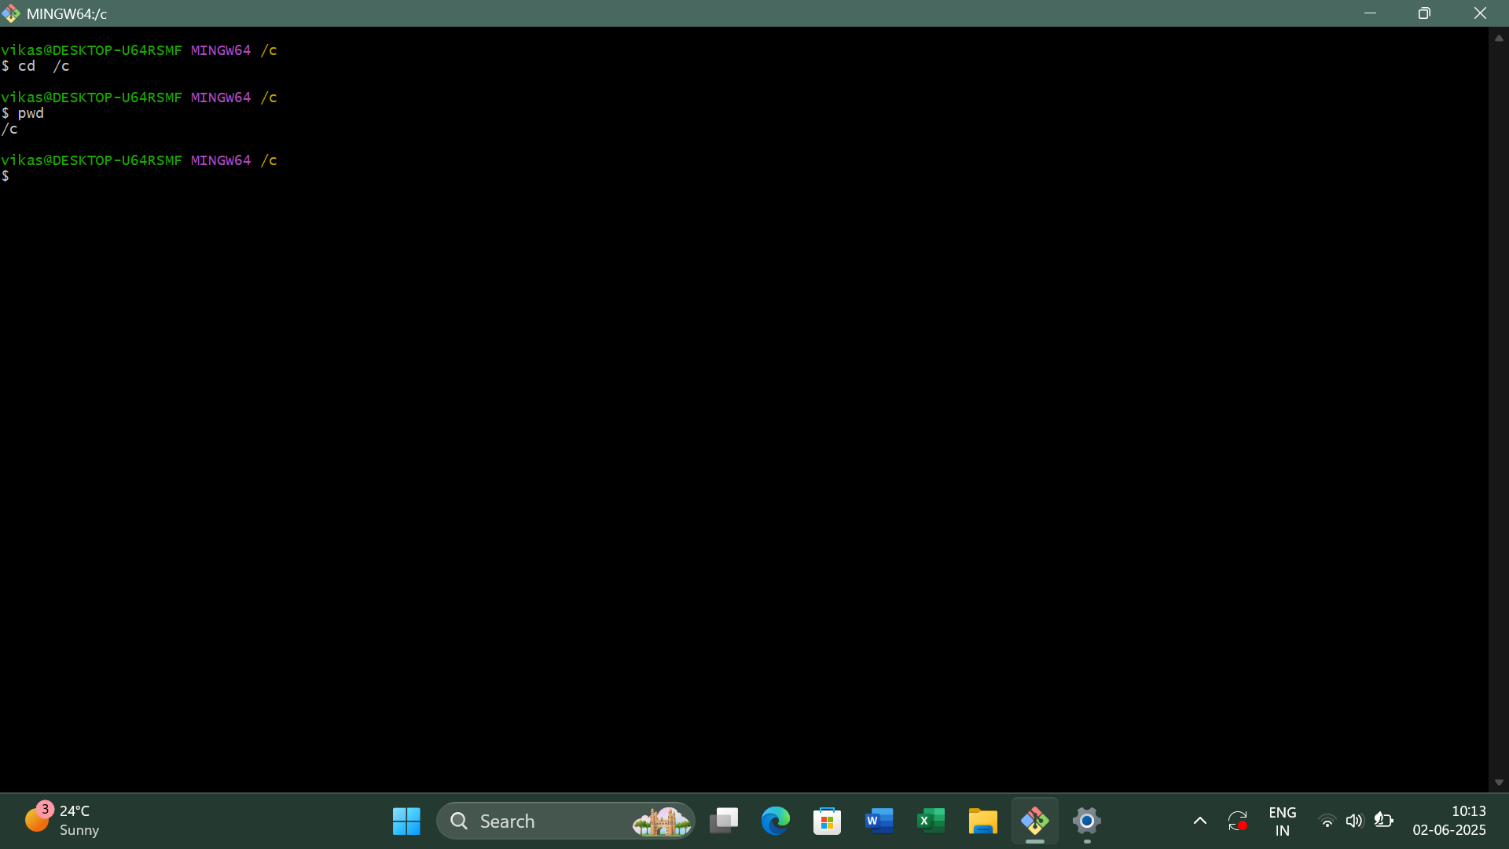 MINGW64:/c
vikas@DESKTOP-U64RSMF MINGW64 /c
$ cd  /c
vikas@DESKTOP-U64RSMF MINGW64 /c
$ pwd
/c
vikas@DESKTOP-U64RSMF MINGW64 /c
$
3
24°C
Sunny
Search
W
X
ENG
IN
10:13
02-06-2025